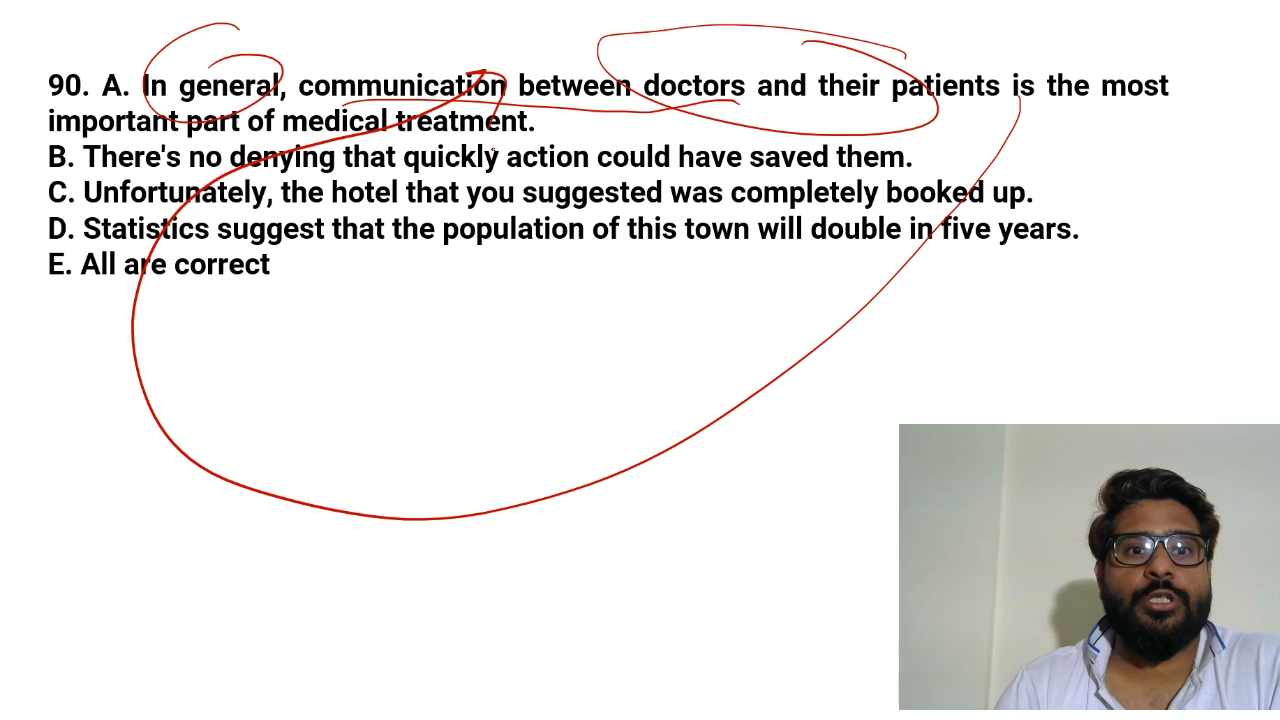 90. A. In general, communication between doctors and their patients is the most
important part of medical treatment.
B. There's no denying that quickly action could have saved them.
C. Unfortunately, the hotel that you suggested was completely booked up.
D. Statistics suggest that the population of this town will double in five years.
E. All are correct